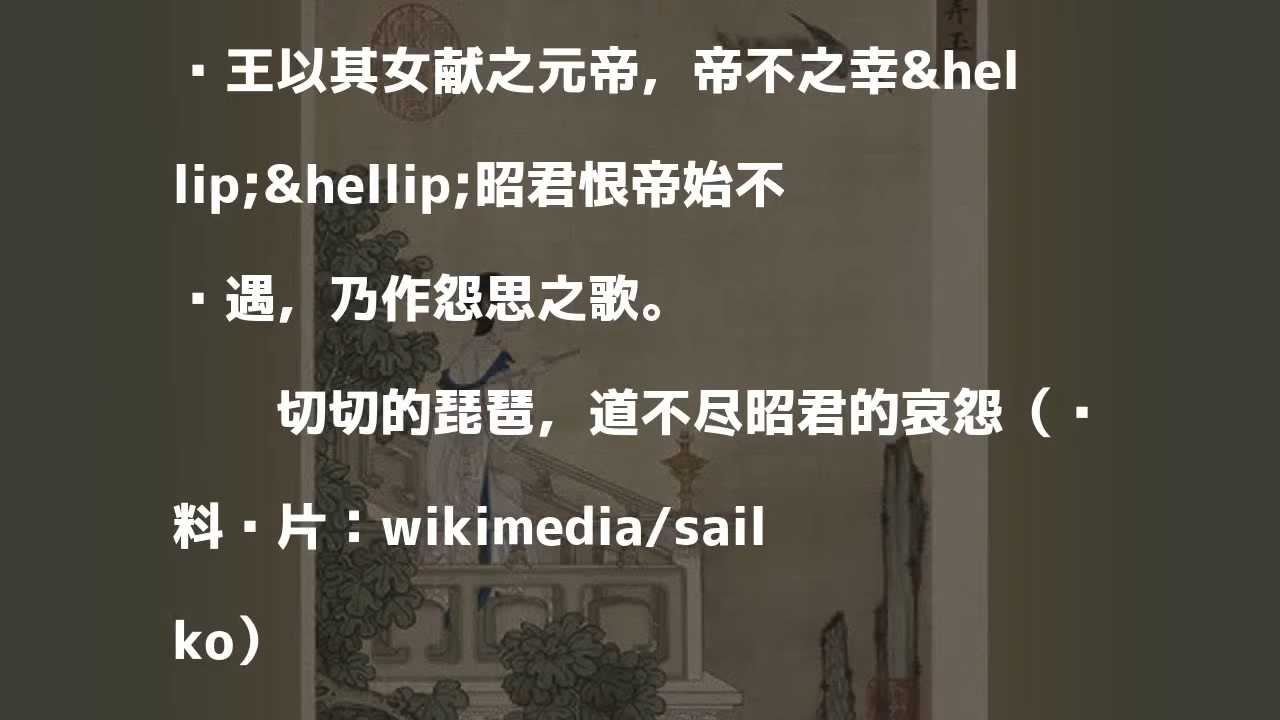 弄玉
▪王以其女献之元帝，帝不之幸&hel
lip;&hellip;昭君恨帝始不
▪遇，乃作怨思之歌。
切切的琵琶，道不尽昭君的哀怨（▪
料▪片：wikimedia/sail
ko）